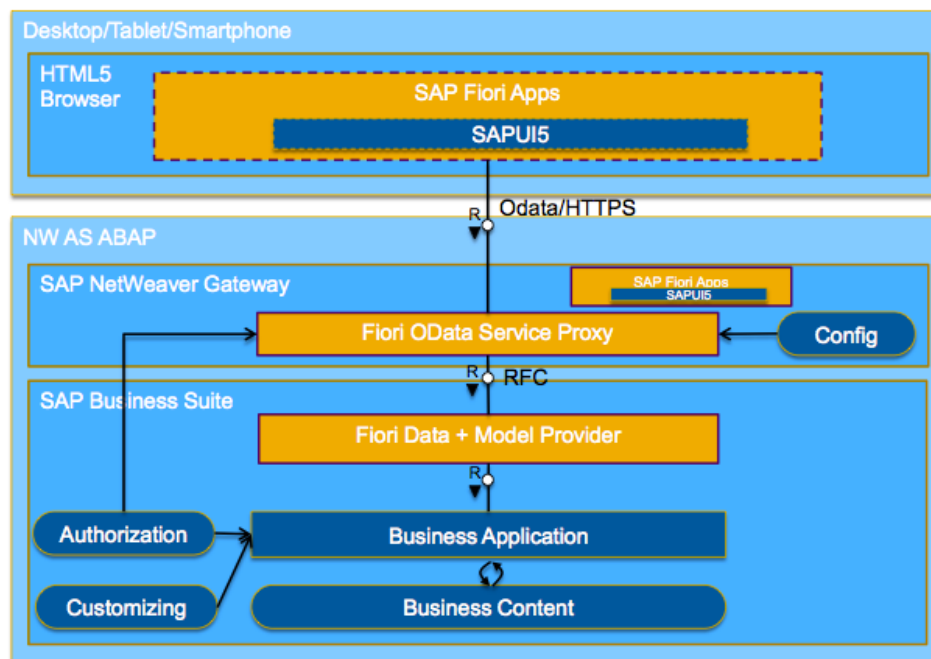 Desktop/Tablet/Smartphone
HTML5
Browser
SAP Fiori Apps
SAPUI5
R
Odata/HTTPS
NW AS ABAP
SAP NetWeaver Gateway
SAP Fiori Apps
SAPUI5
Fiori OData Service Proxy
Config
R
RFC
SAP Business Suite
Fiori Data + Model Provider
R
Authorization
Business Application
Customizing
Business Content